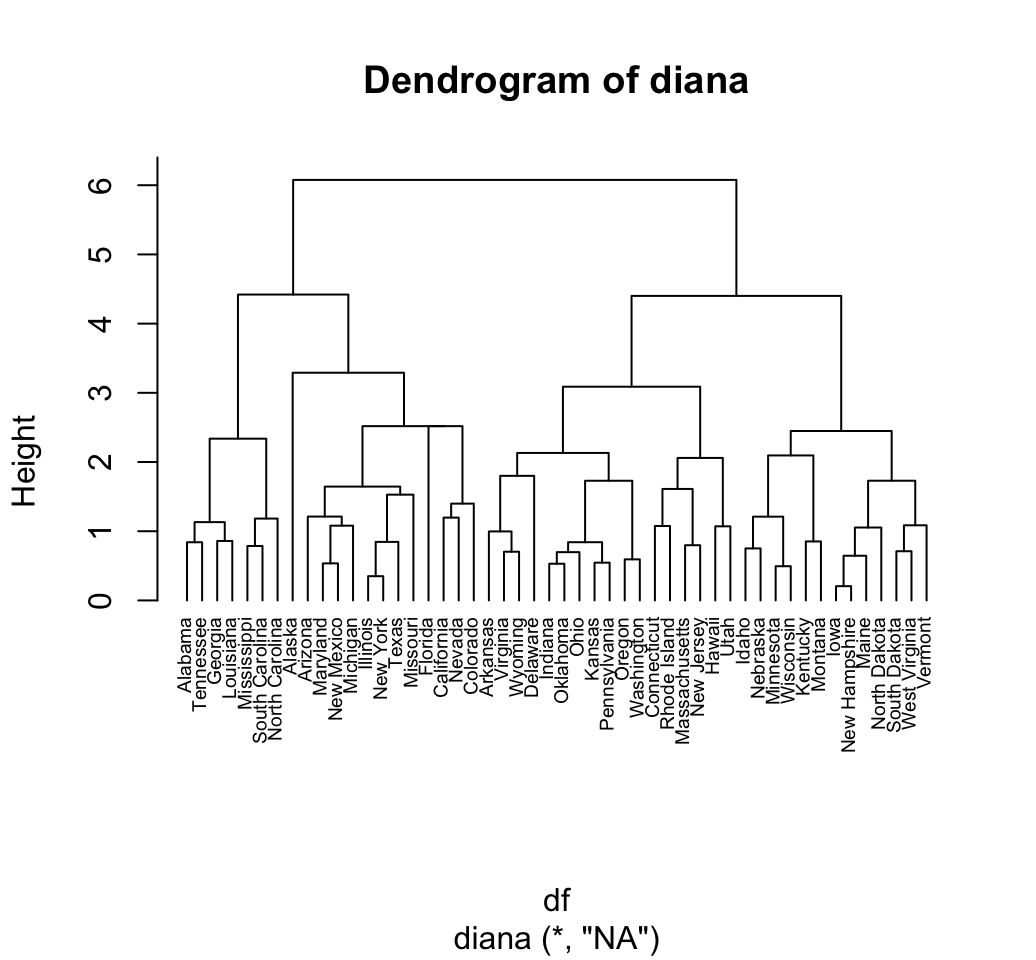 Dendrogram of diana
Height
6
5
4
3
2
1
0
Alabama
Tennessee
Georgia
Louisiana
Mississippi
South Carolina
North Carolina
Alaska
Arizona
Maryland
New Mexico
Michigan
Illinois
New York
Texas
Missouri
Florida
California
Nevada
Colorado
Arkansas
Virginia
Wyoming
Delaware
Indiana
Oklahoma
Ohio
Kansas
Pennsylvania
Oregon
Washington
Connecticut
Rhode Island
Massachusetts
New Jersey
Hawaii
Utah
Idaho
Nebraska
Minnesota
Wisconsin
Kentucky
Montana
Iowa
New Hampshire
Maine
North Dakota
South Dakota
West Virginia
Vermont
df
diana (*, "NA")